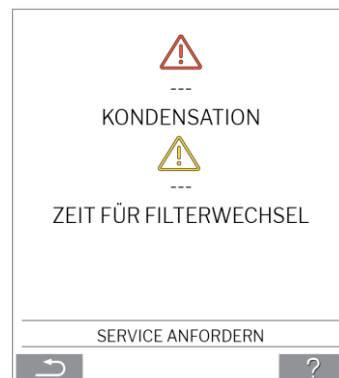 ---
KONDENSATION
---
ZEIT FÜR FILTERWECHSEL
SERVICE ANFORDERN
?